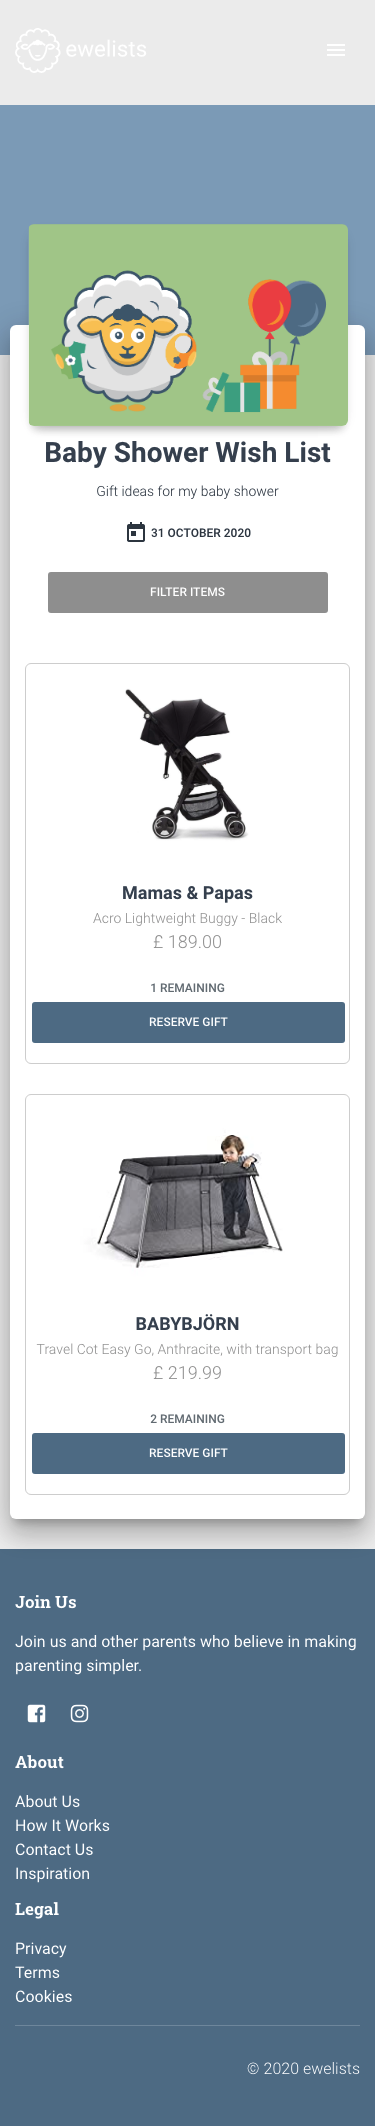 ewelists
Baby Shower Wish List
Gift ideas for my baby shower
31 OCTOBER 2020
FILTER ITEMS
Mamas & Papas
Acro Lightweight Buggy - Black
£ 189.00
1 REMAINING
RESERVE GIFT
BABYBJÖRN
Travel Cot Easy Go, Anthracite, with transport bag
£ 219.99
2 REMAINING
RESERVE GIFT
Join Us
Join us and other parents who believe in making
parenting simpler.
About
About Us
How It Works
Contact Us
Inspiration
Legal
Privacy
Terms
Cookies
© 2020 ewelists